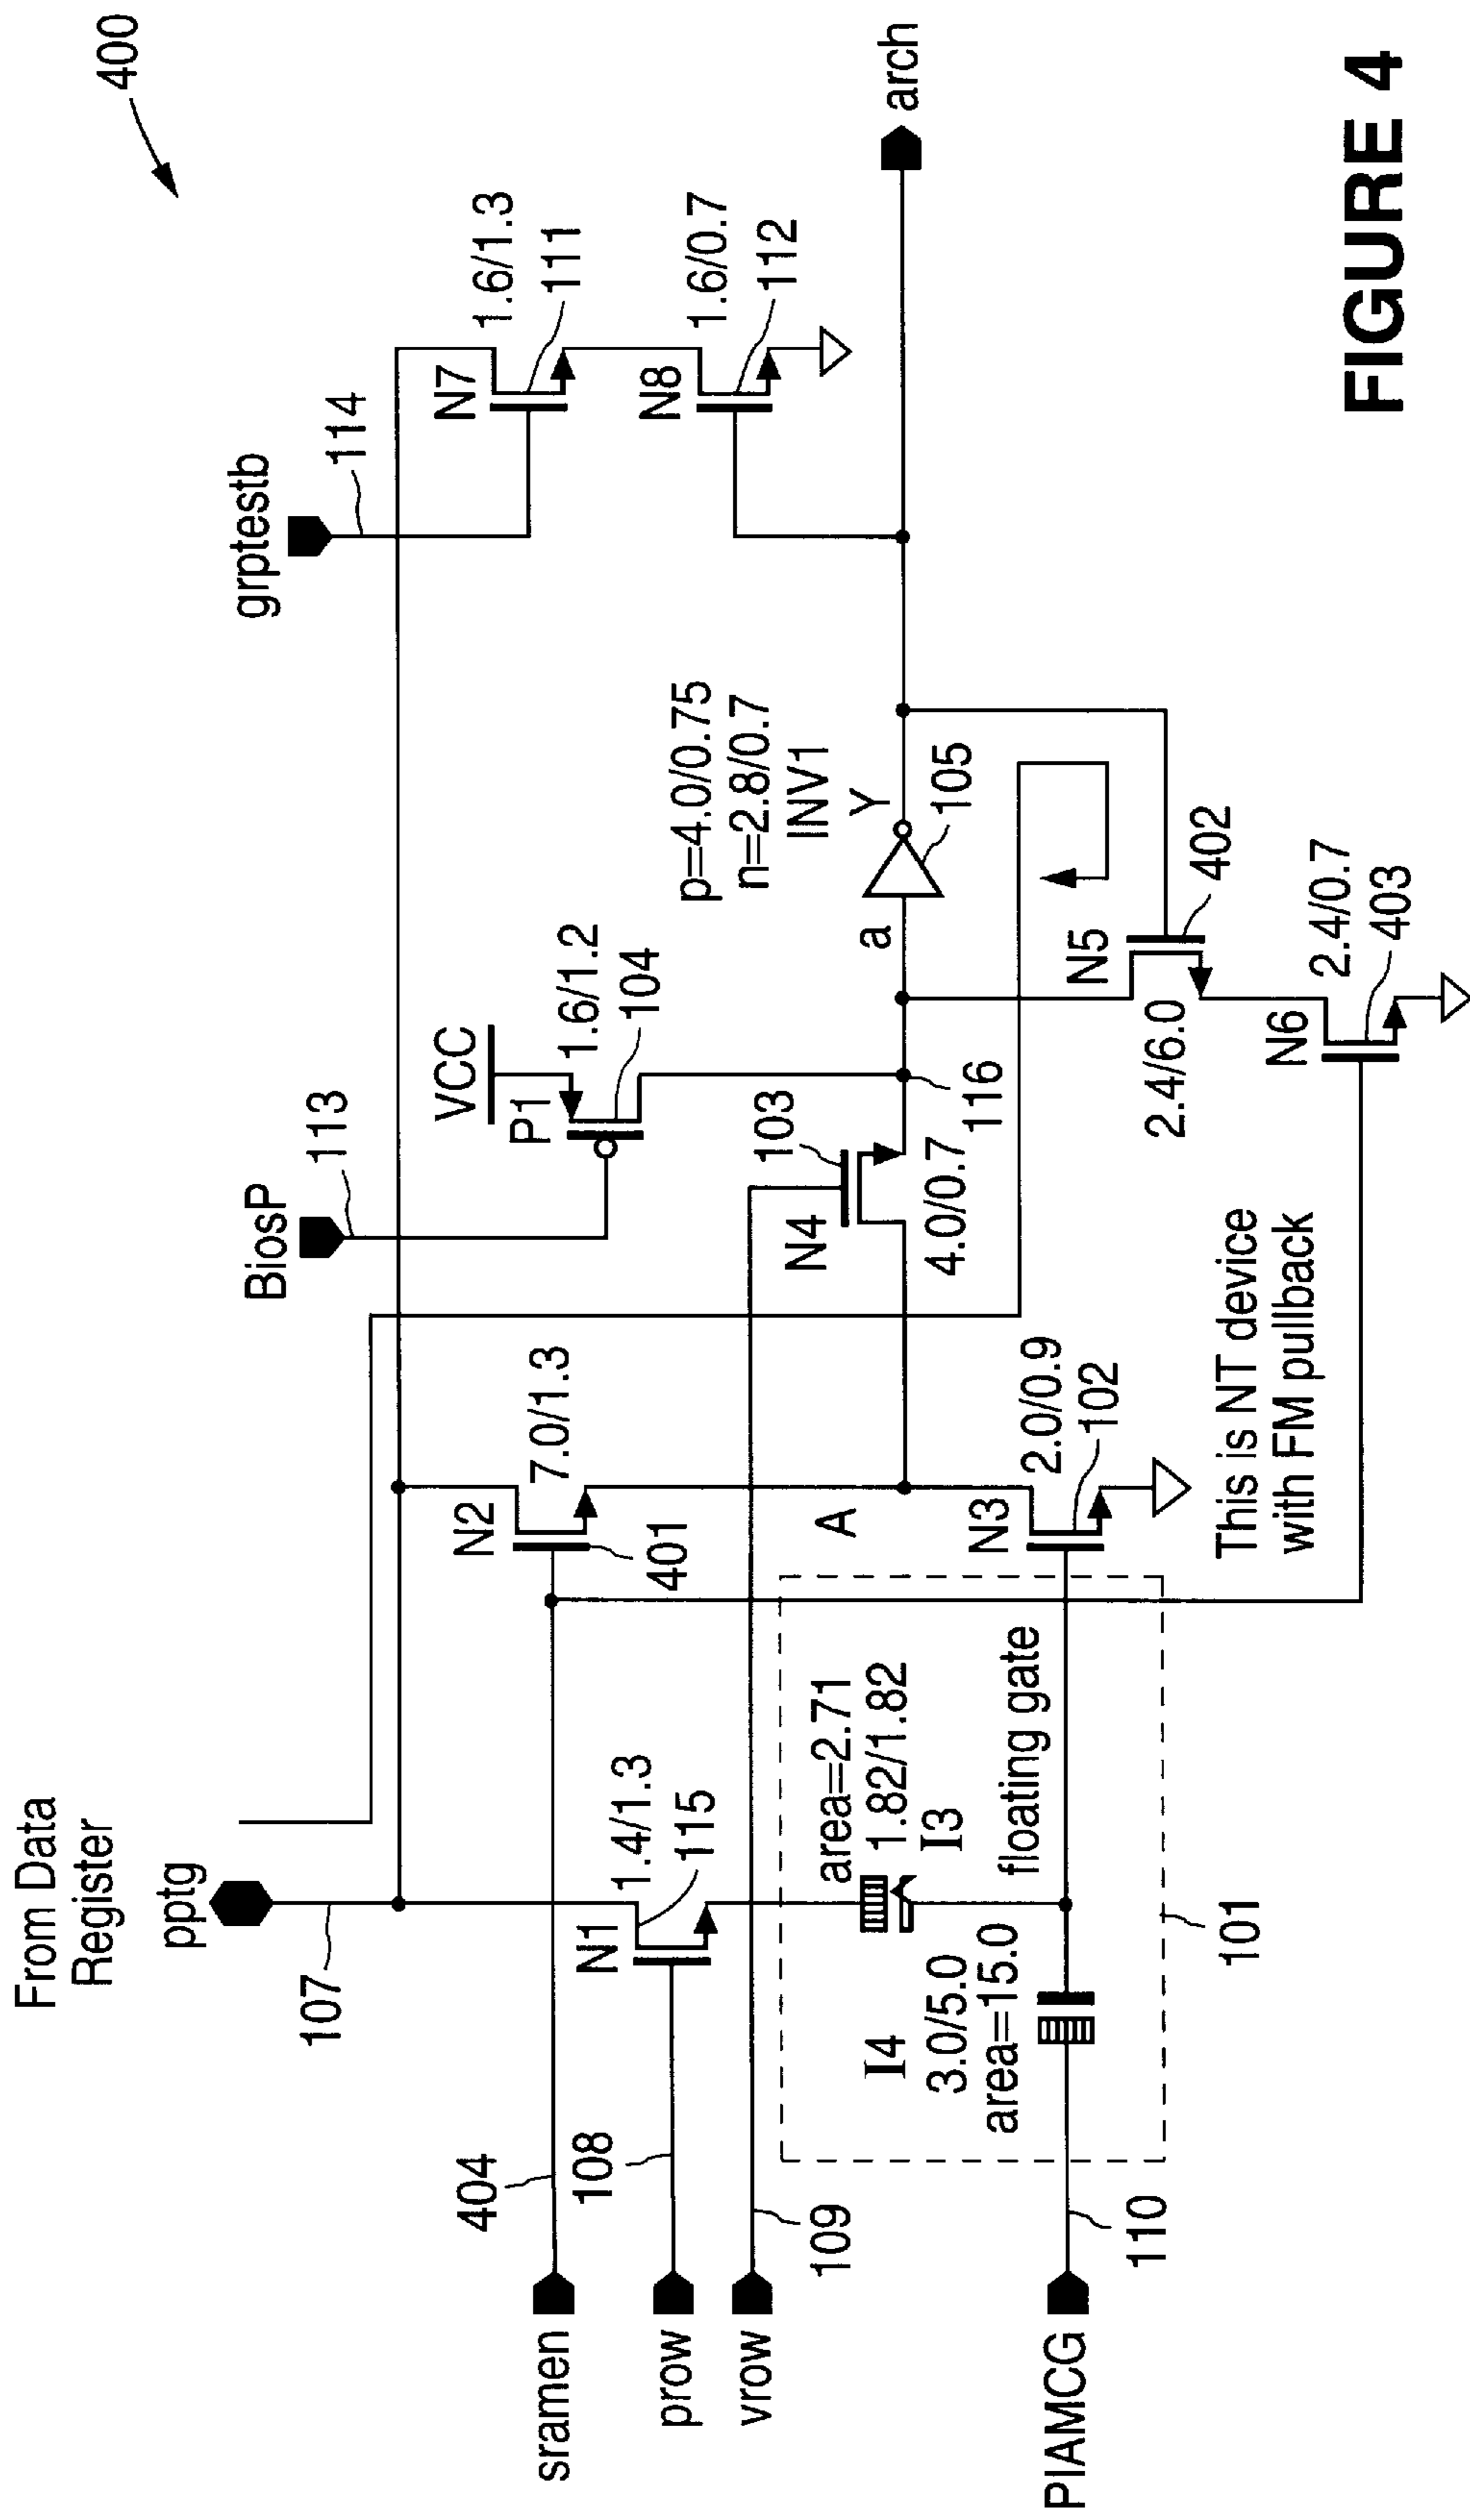 400
From Data
Register
pptg
107
BiosP
113
grptestb
114
VCC
P1
1.6/1.2
104
N7
1.6/1.3
111
N8
1.6/0.7
112
sramen
404
N2
7.0/1.3
401
prow
108
N1
1.4/1.3
115
vrow
109
N4
103
4.0/0.7
116
p=4.0/0.75
n=2.8/0.7
INV1
a
Y
105
arch
A
area=2.71
1.82/1.82
I3
I4
3.0/5.0
area=15.0
floating gate
PIAMCG
110
101
N3
2.0/0.9
102
N5
2.4/6.0
402
N6
2.4/0.7
403
This is NT device
with FM pullback
FIGURE 4